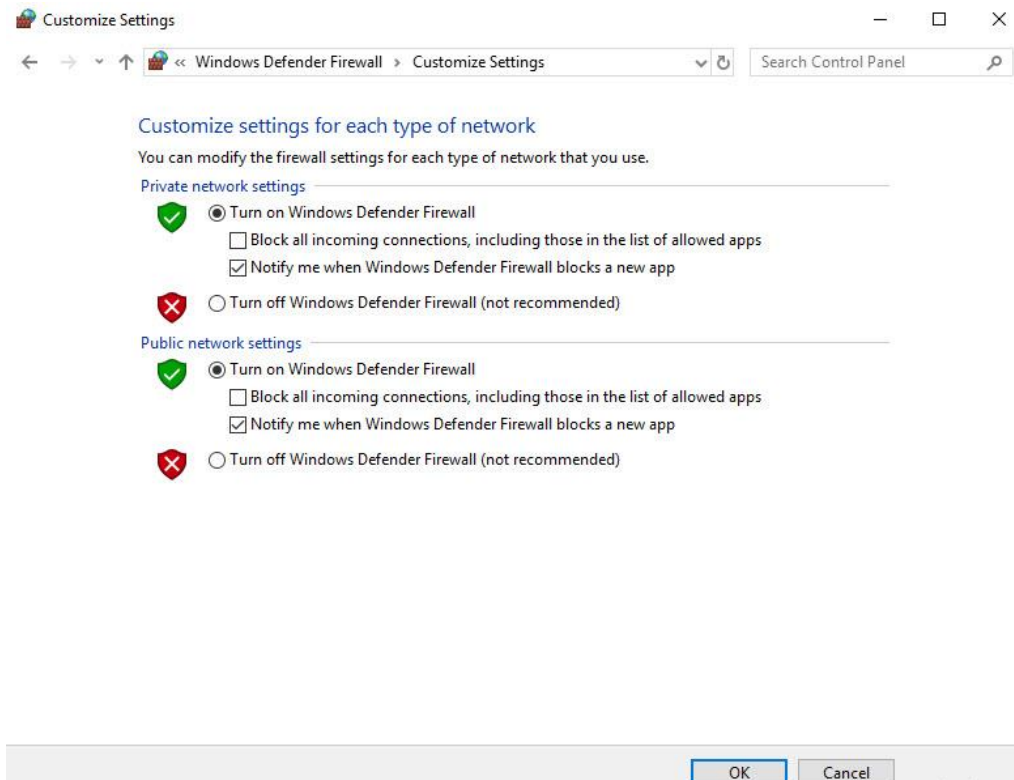 Customize Settings
« Windows Defender Firewall › Customize Settings
Search Control Panel
Customize settings for each type of network
You can modify the firewall settings for each type of network that you use.
Private network settings
Turn on Windows Defender Firewall
Block all incoming connections, including those in the list of allowed apps
Notify me when Windows Defender Firewall blocks a new app
Turn off Windows Defender Firewall (not recommended)
Public network settings
Turn on Windows Defender Firewall
Block all incoming connections, including those in the list of allowed apps
Notify me when Windows Defender Firewall blocks a new app
Turn off Windows Defender Firewall (not recommended)
OK
Cancel